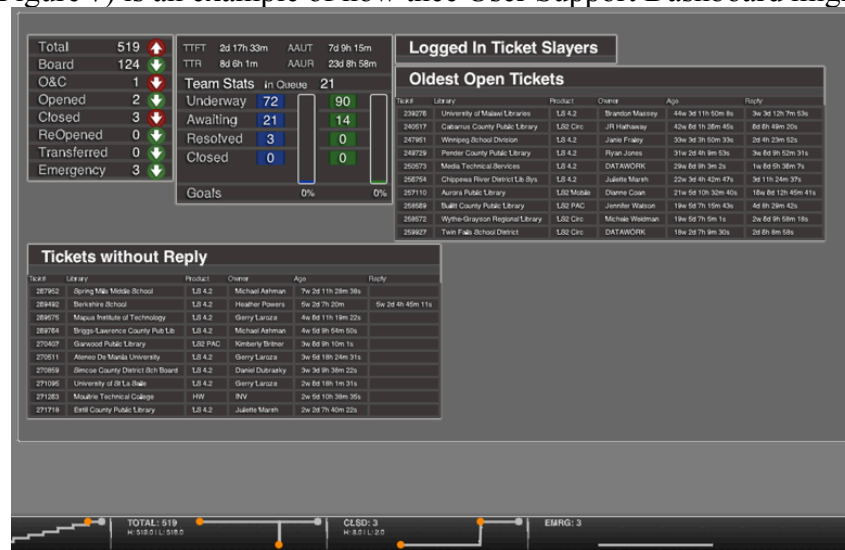 Figure 7) is an example of how thee User Support Dashboard mig
Total 519
Board 124
O&C 1
Opened 2
Closed 3
ReOpened 0
Transferred 0
Emergency 3
TTFT 2d 17h 33m AAUT 7d 9h 15m
TTR 8d 6h 1m AAUR 23d 8h 58m
Team Stats In Queue 21
Underway 72 90
Awaiting 21 14
Resolved 3 0
Closed 0 0
Goals 0% 0%
Logged In Ticket Slayers
Oldest Open Tickets
Ticket# Library Product Owner Age Reply
239276 University of Malawi Libraries LS 4.2 Brandon Massey 44w 3d 11h 50m 8s 3w 3d 12h 7m 53s
240517 Cabarrus County Public Library LS2 Circ JR Hathaway 42w 6d 1h 28m 45s 6d 8h 49m 20s
247951 Winnipeg School Division LS 4.2 Janis Fraley 33w 3d 3h 50m 33s 2d 4h 23m 52s
249729 Pender County Public Library LS 4.2 Ryan Jones 31w 2d 4h 9m 53s 3w 8d 9h 52m 31s
250573 Media Technical Services LS 4.2 DATAWORK 29w 8d 9h 3m 2s 1w 8d 5h 38m 7s
256754 Chippewa River District Lib Sys LS 4.2 Juliette Marsh 22w 3d 4h 42m 47s 3d 11h 24m 37s
257110 Aurora Public Library LS2 Mobile Dianne Coan 21w 5d 10h 32m 40s 18w 8d 12h 45m 41s
258589 Bullitt County Public Library LS2 PAC Jennifer Watson 19w 5d 7h 15m 43s 4d 8h 29m 42s
258572 Wythe-Grayson Regional Library LS2 Circ Michele Weidman 19w 5d 7h 5m 1s 2w 8d 9h 58m 18s
259927 Twin Falls School District LS2 Circ DATAWORK 18w 2d 7h 9m 30s 2d 8h 8m 58s
Tickets without Reply
Ticket# Library Product Owner Age Reply
267952 Spring Mills Middle School LS 4.2 Michael Ashman 7w 2d 11h 28m 38s
269492 Berkshire School LS 4.2 Heather Powers 5w 2d 7h 20m 5w 2d 4h 45m 11s
269575 Mapua Institute of Technology LS 4.2 Gerry Laroza 4w 8d 11h 19m 22s
269764 Briggs-Lawrence County Pub Lib LS 4.2 Michael Ashman 4w 5d 9h 54m 50s
270407 Garwood Public Library LS2 PAC Kimberly Britner 3w 8d 9h 10m 1s
270511 Ateneo De Manila University LS 4.2 Gerry Laroza 3w 5d 18h 24m 31s
270859 Simcoe County District Sch Board LS 4.2 Daniel Dubrasky 3w 3d 9h 38m 22s
271095 University of St La Salle LS 4.2 Gerry Laroza 2w 8d 18h 1m 31s
271283 Moultrie Technical College HW INV 2w 5d 10h 38m 35s
271718 Estill County Public Library LS 4.2 Juliette Marsh 2w 2d 7h 40m 22s
TOTAL: 519
H: 519.0 | L: 518.0
CLSD: 3
H: 8.0 | L: 2.0
EMRG: 3